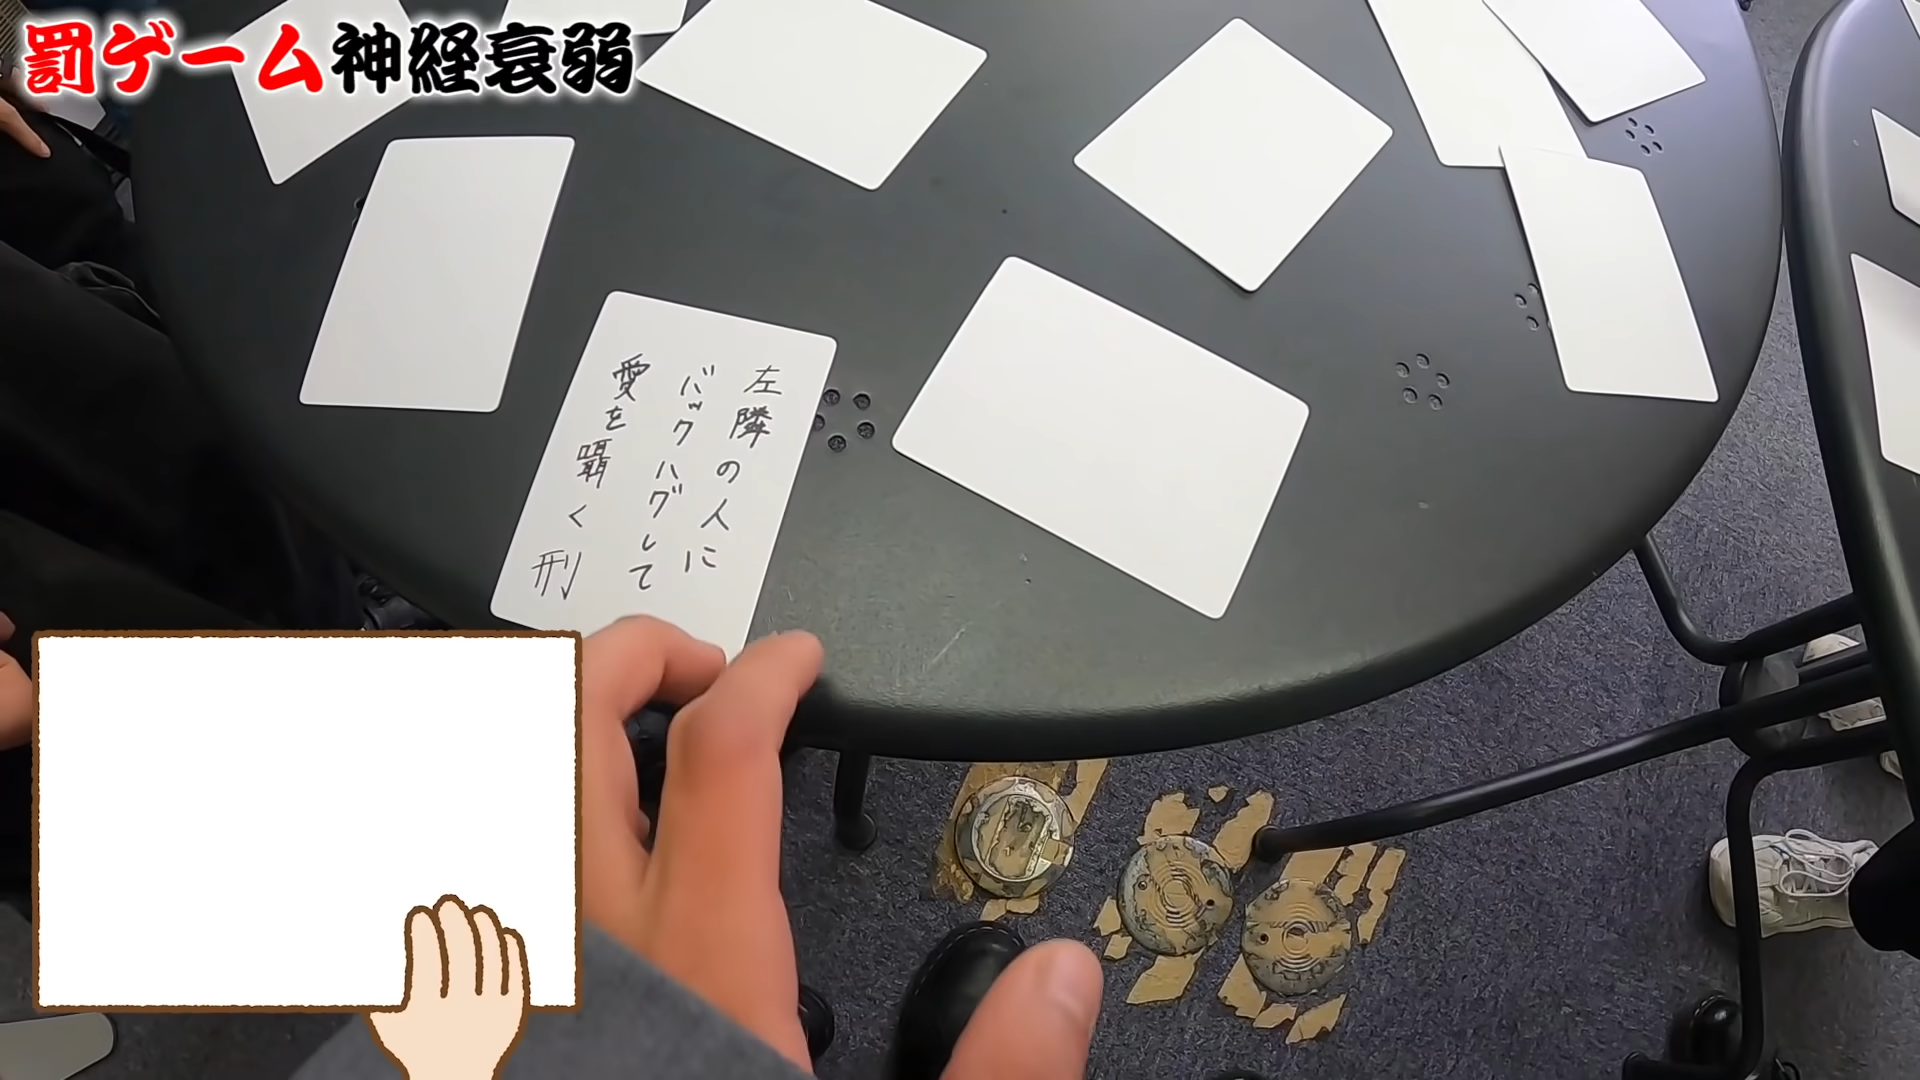 罰ゲーム神経衰弱
左隣の人に
バックハグして
愛を囁く刑